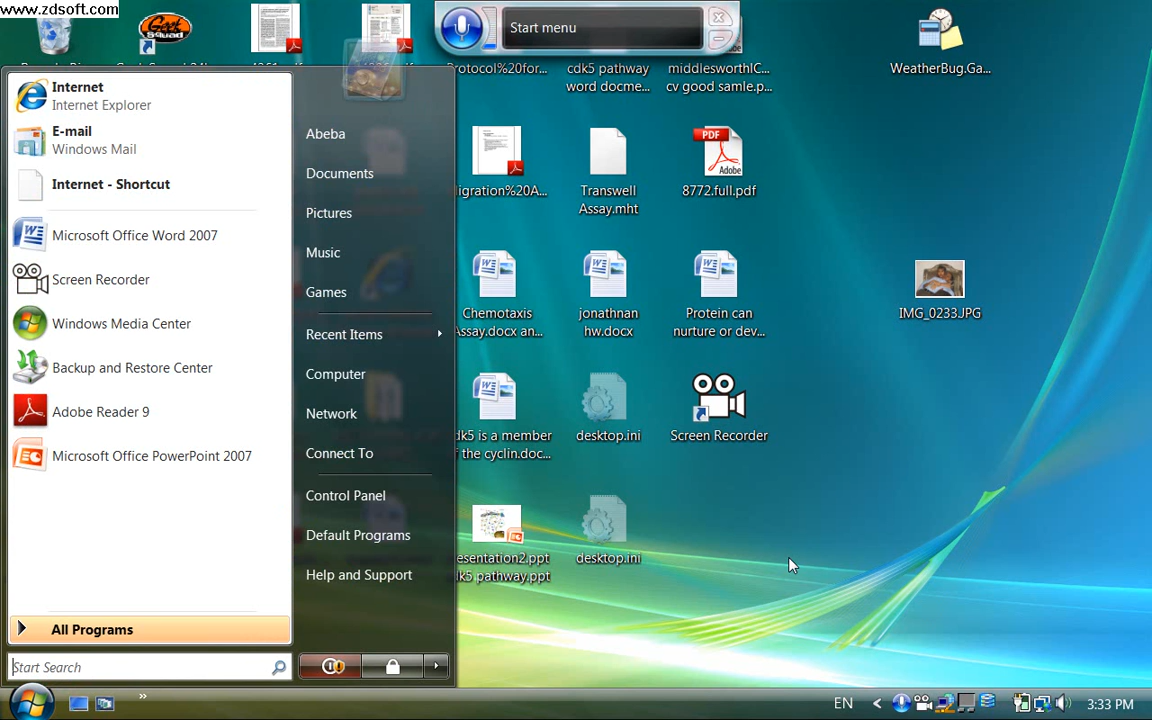 www.zdsoft.com
Start menu
Geek Squad
Protocol%20for...
cdk5 pathway
word docme...
middlesworthlC...
cv good samle.p...
WeatherBug.Ga...
Internet
Internet Explorer
E-mail
Windows Mail
Internet - Shortcut
Microsoft Office Word 2007
Screen Recorder
Windows Media Center
Backup and Restore Center
Adobe Reader 9
Microsoft Office PowerPoint 2007
All Programs
Start Search
Abeba
Documents
Pictures
Music
Games
Recent Items
Computer
Network
Connect To
Control Panel
Default Programs
Help and Support
igration%20A...
Transwell
Assay.mht
PDF
Adobe
8772.full.pdf
Chemotaxis
Assay.docx an...
jonathnan
hw.docx
Protein can
nurture or dev...
IMG_0233.JPG
dk5 is a member
f the cyclin.doc...
desktop.ini
Screen Recorder
esentation2.ppt
dk5 pathway.ppt
desktop.ini
EN
3:33 PM